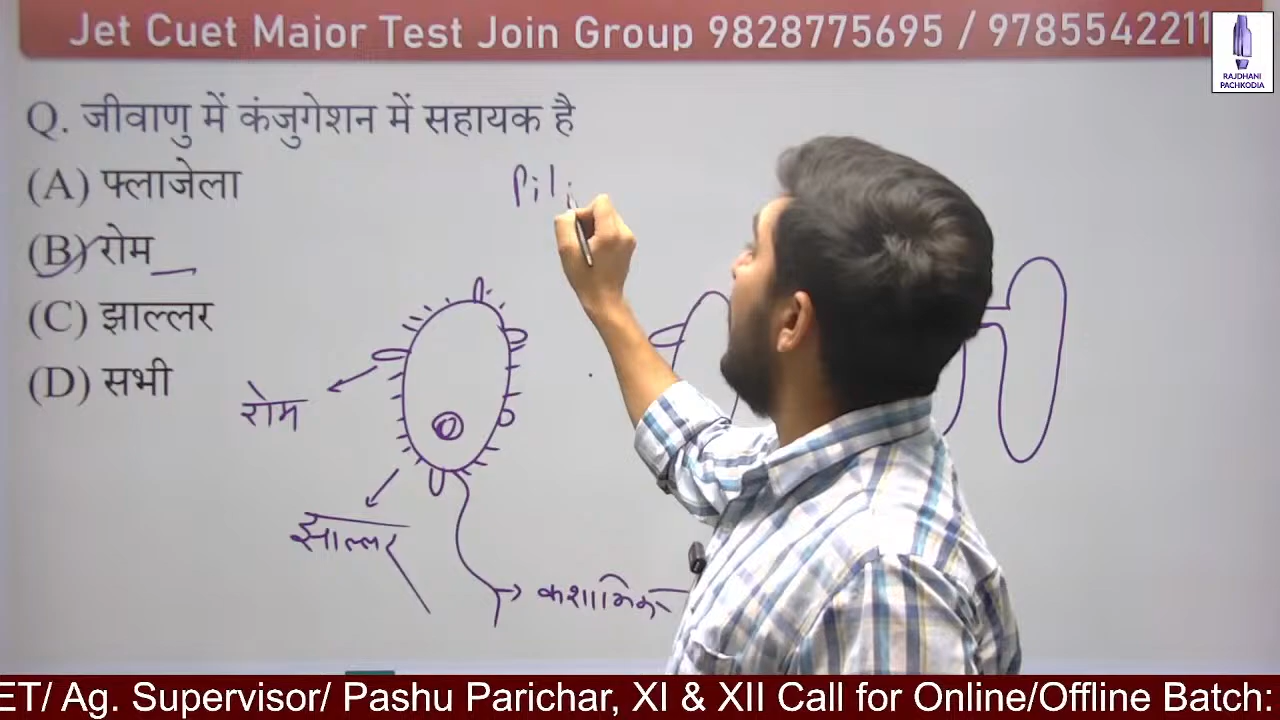 Jet Cuet Major Test Join Group 9828775695 / 9785542211
RAJDHANI
PACHKODIA
Q. जीवाणु में कंजुगेशन में सहायक है
(A) फ्लाजेला
Pili
(B) रोम
(C) झाल्लर
(D) सभी
रोम
झाल्लर
कशाभिक
ET/ Ag. Supervisor/ Pashu Parichar, XI & XII Call for Online/Offline Batch: